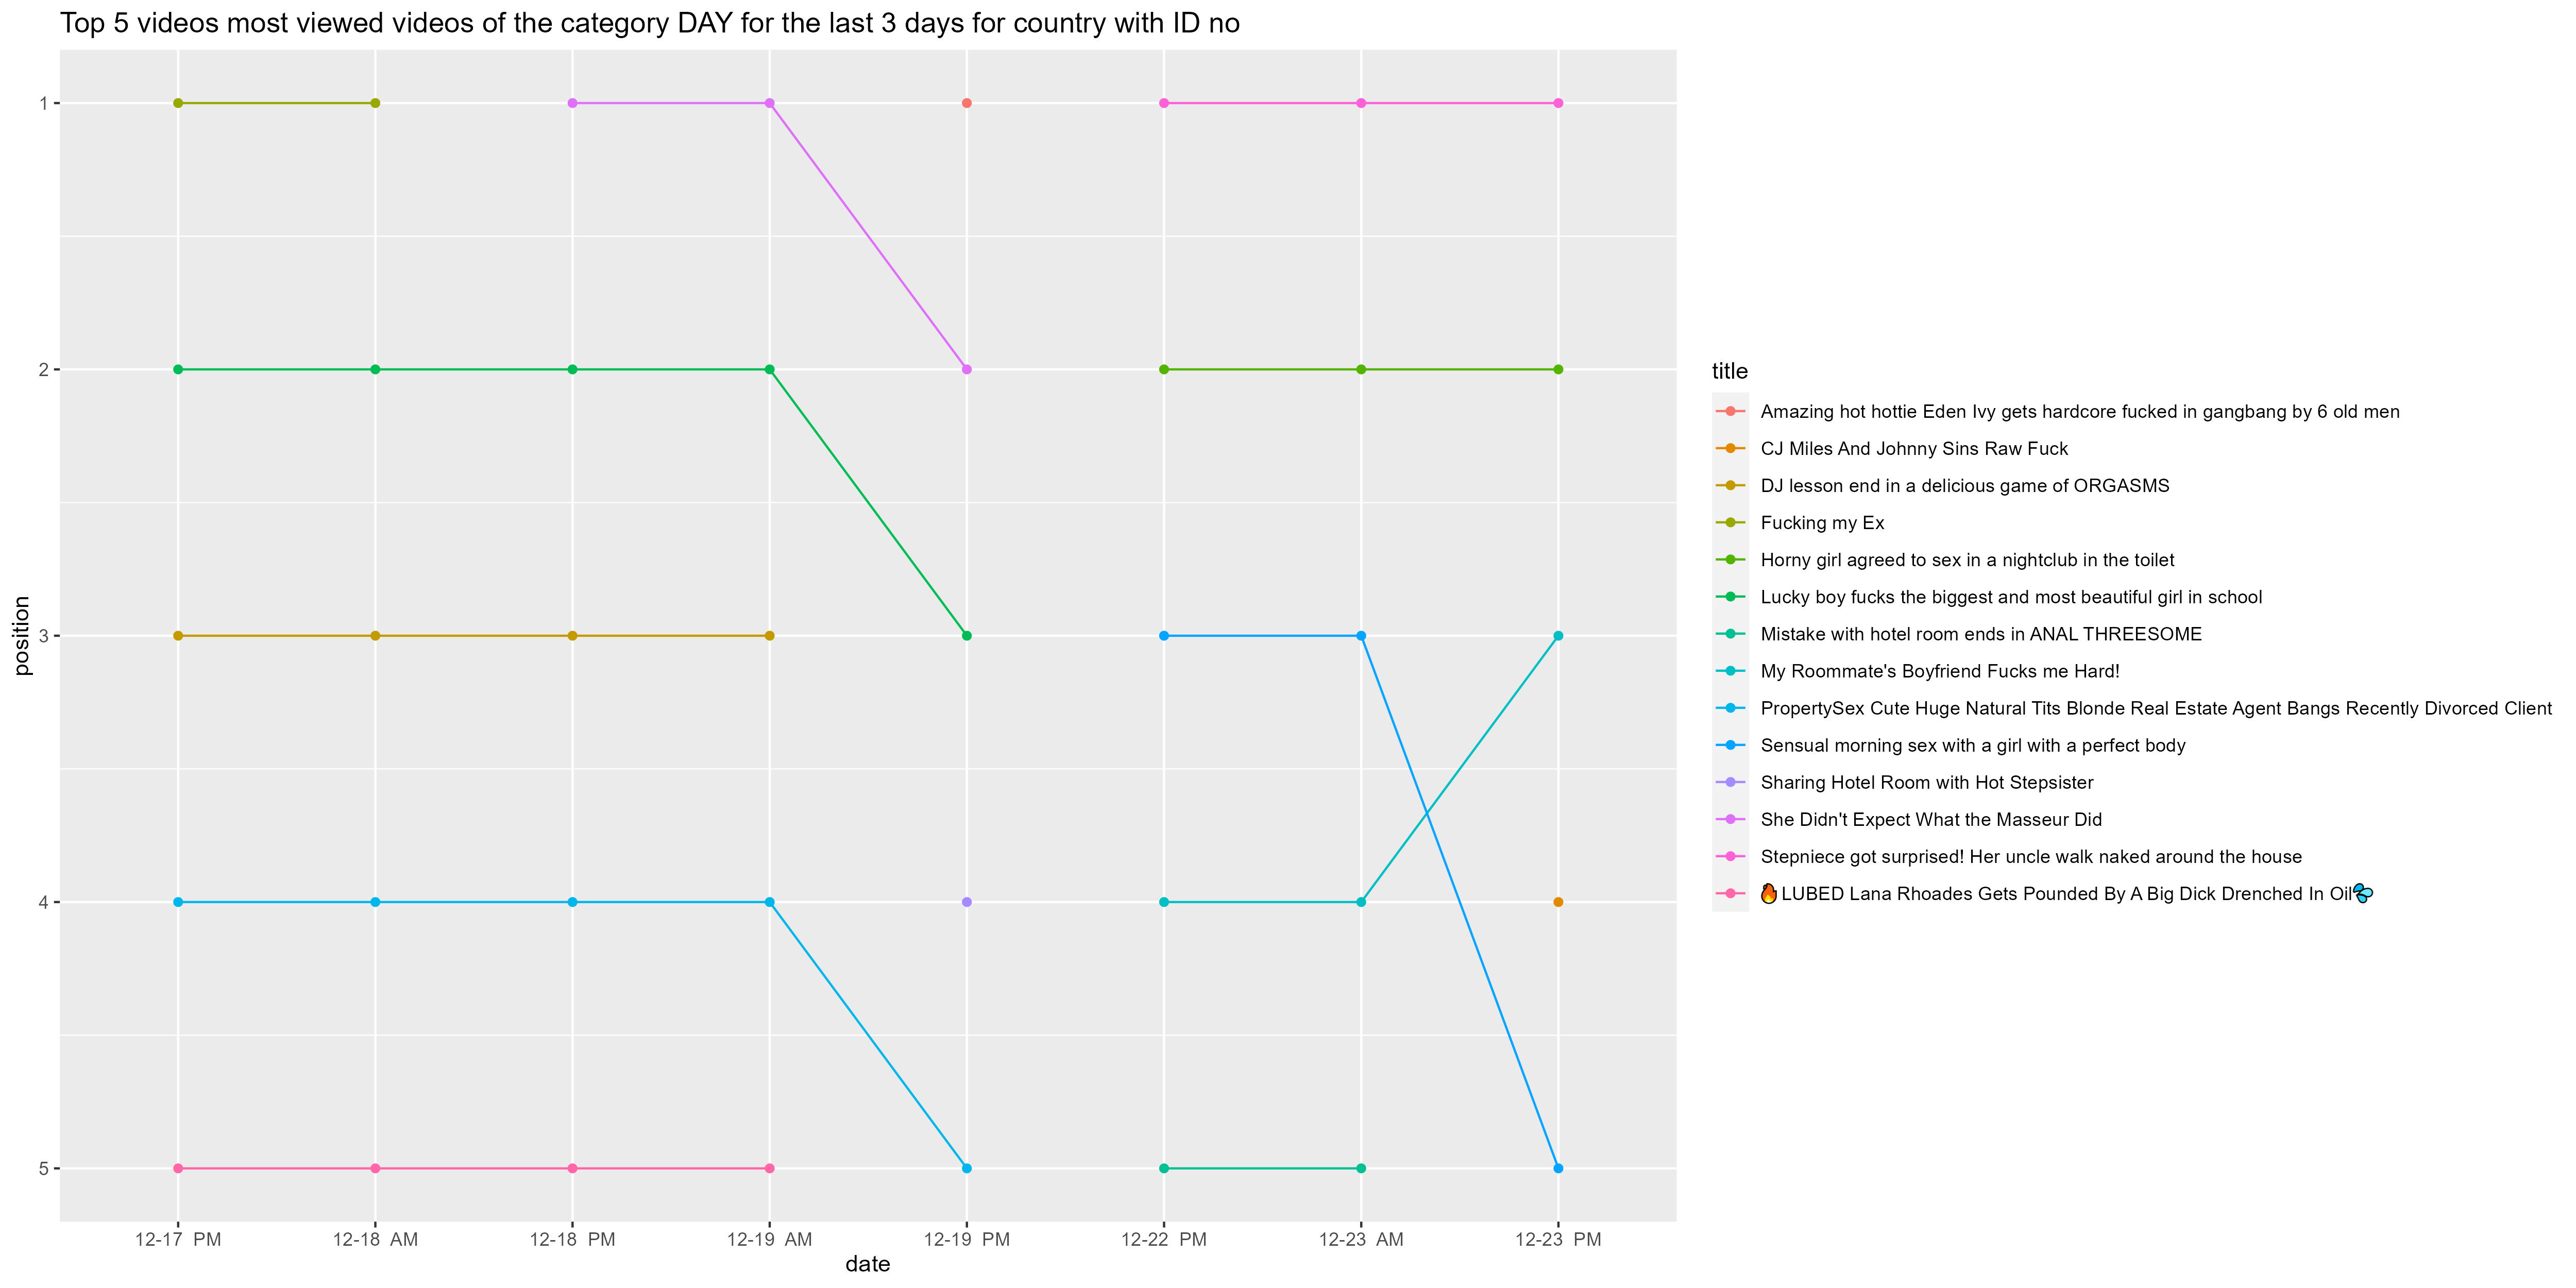 Top 5 videos most viewed videos of the category DAY for the last 3 days for country with ID no
position
1
2
3
4
5
12-17 PM
12-18 AM
12-18 PM
12-19 AM
12-19 PM
12-22 PM
12-23 AM
12-23 PM
date
title
Amazing hot hottie Eden Ivy gets hardcore fucked in gangbang by 6 old men
CJ Miles And Johnny Sins Raw Fuck
DJ lesson end in a delicious game of ORGASMS
Fucking my Ex
Horny girl agreed to sex in a nightclub in the toilet
Lucky boy fucks the biggest and most beautiful girl in school
Mistake with hotel room ends in ANAL THREESOME
My Roommate's Boyfriend Fucks me Hard!
PropertySex Cute Huge Natural Tits Blonde Real Estate Agent Bangs Recently Divorced Client
Sensual morning sex with a girl with a perfect body
Sharing Hotel Room with Hot Stepsister
She Didn't Expect What the Masseur Did
Stepniece got surprised! Her uncle walk naked around the house
🔥LUBED Lana Rhoades Gets Pounded By A Big Dick Drenched In Oil💦